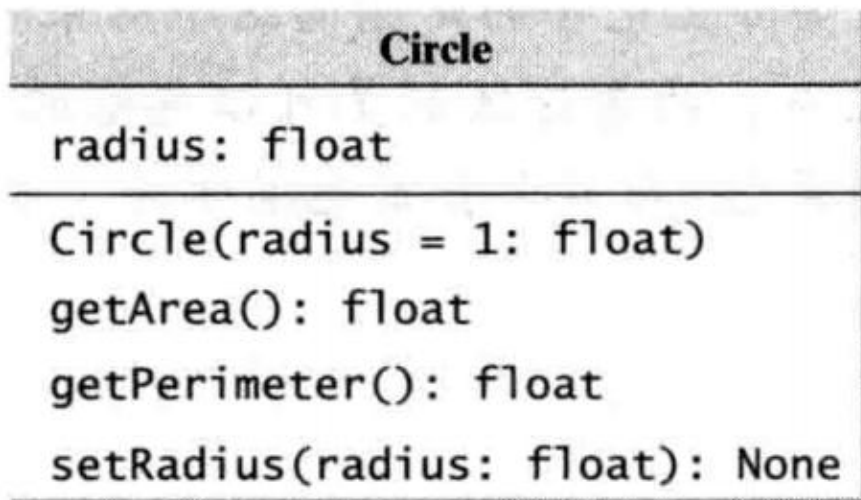 Circle
radius: float
Circle(radius = 1: float)
getArea(): float
getPerimeter(): float
setRadius(radius: float): None